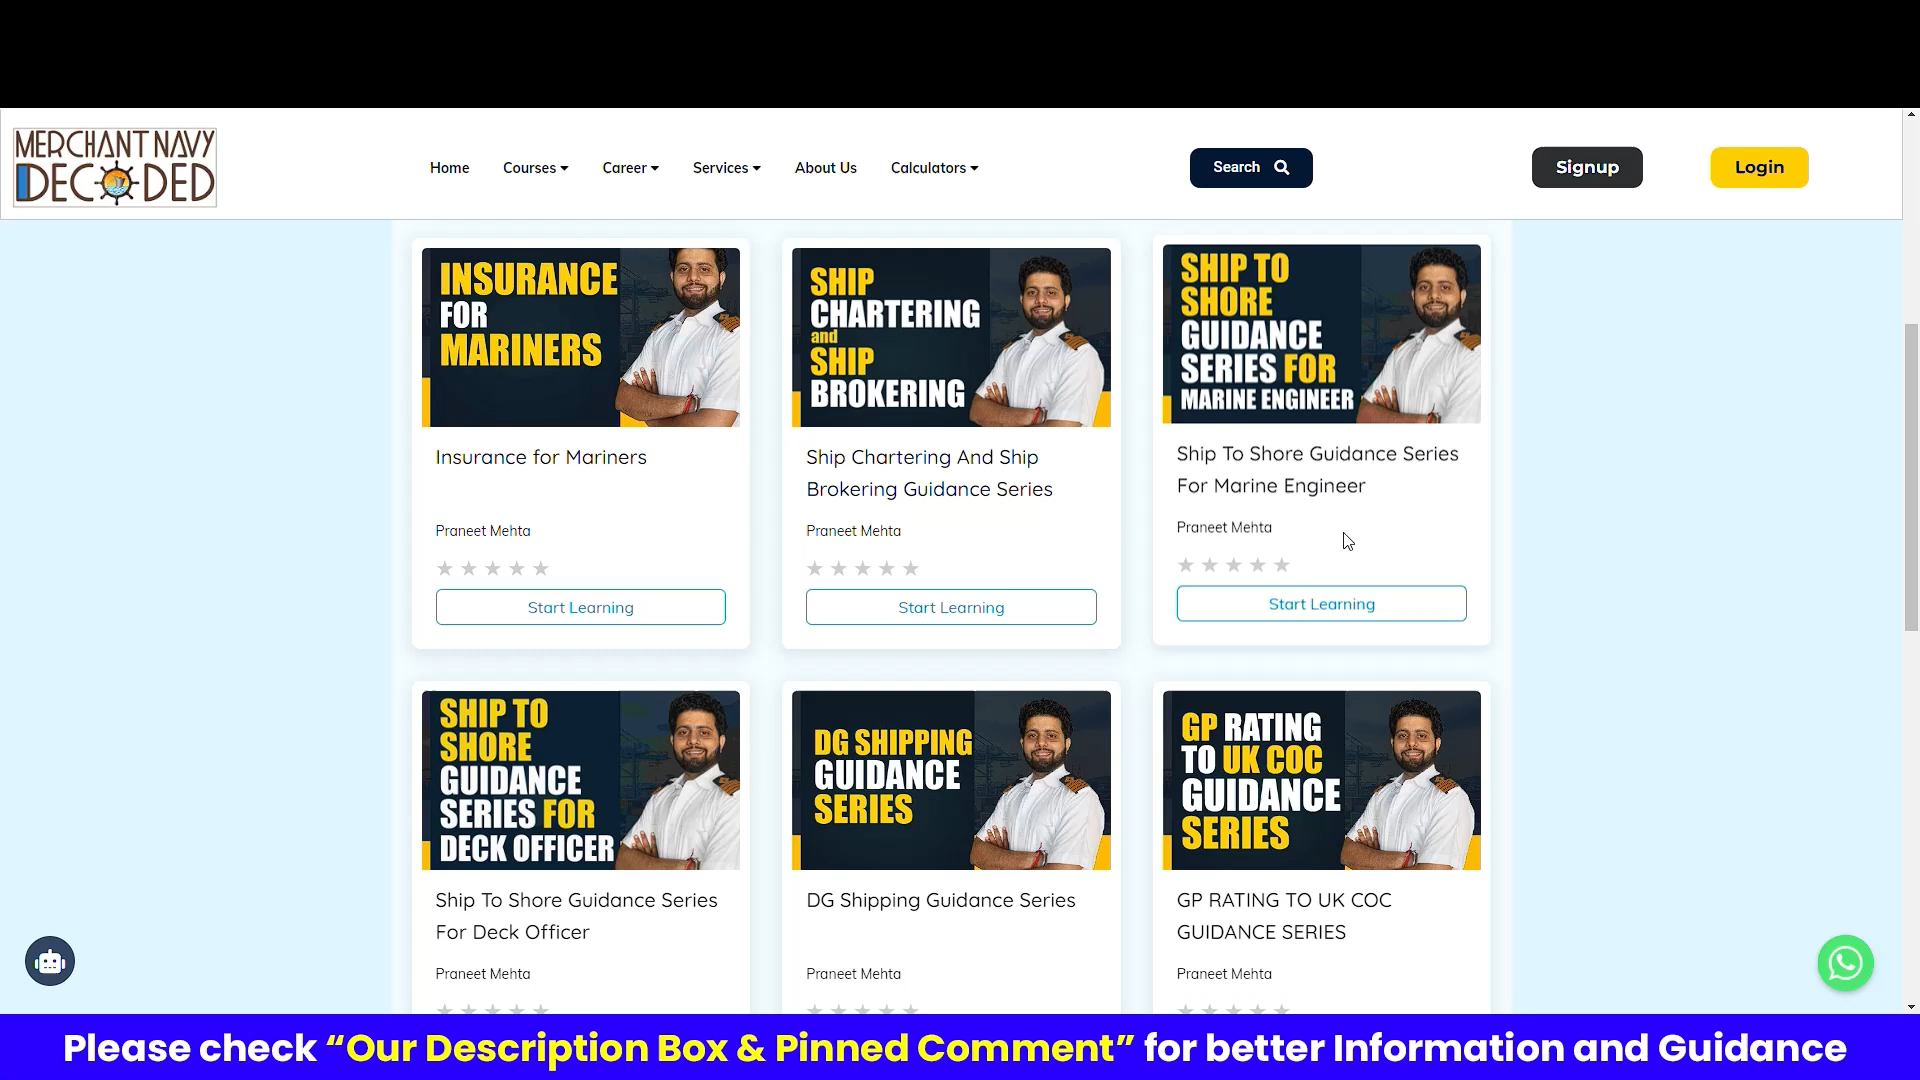 MERCHANT NAVY
DECODED
Home
Courses
Career
Services
About Us
Calculators
Search
Signup
Login
INSURANCE
FOR
MARINERS
Insurance for Mariners
Praneet Mehta
Start Learning
SHIP
CHARTERING
and
SHIP
BROKERING
Ship Chartering And Ship
Brokering Guidance Series
Praneet Mehta
Start Learning
SHIP TO
SHORE
GUIDANCE
SERIES FOR
MARINE ENGINEER
Ship To Shore Guidance Series
For Marine Engineer
Praneet Mehta
Start Learning
SHIP TO
SHORE
GUIDANCE
SERIES FOR
DECK OFFICER
Ship To Shore Guidance Series
For Deck Officer
Praneet Mehta
DG SHIPPING
GUIDANCE
SERIES
DG Shipping Guidance Series
Praneet Mehta
GP RATING
TO UK COC
GUIDANCE
SERIES
GP RATING TO UK COC
GUIDANCE SERIES
Praneet Mehta
Please check “Our Description Box & Pinned Comment” for better Information and Guidance